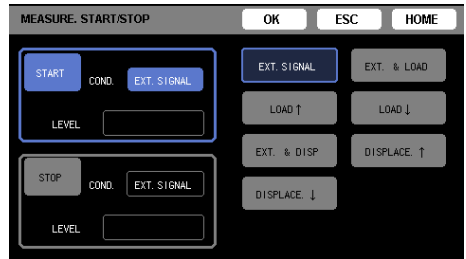 MEASURE. START/STOP OK ESC HOME
START COND. EXT. SIGNAL
LEVEL
STOP COND. EXT. SIGNAL
LEVEL
EXT. SIGNAL EXT. & LOAD
LOAD↑ LOAD↓
EXT. & DISP DISPLACE. ↑
DISPLACE. ↓